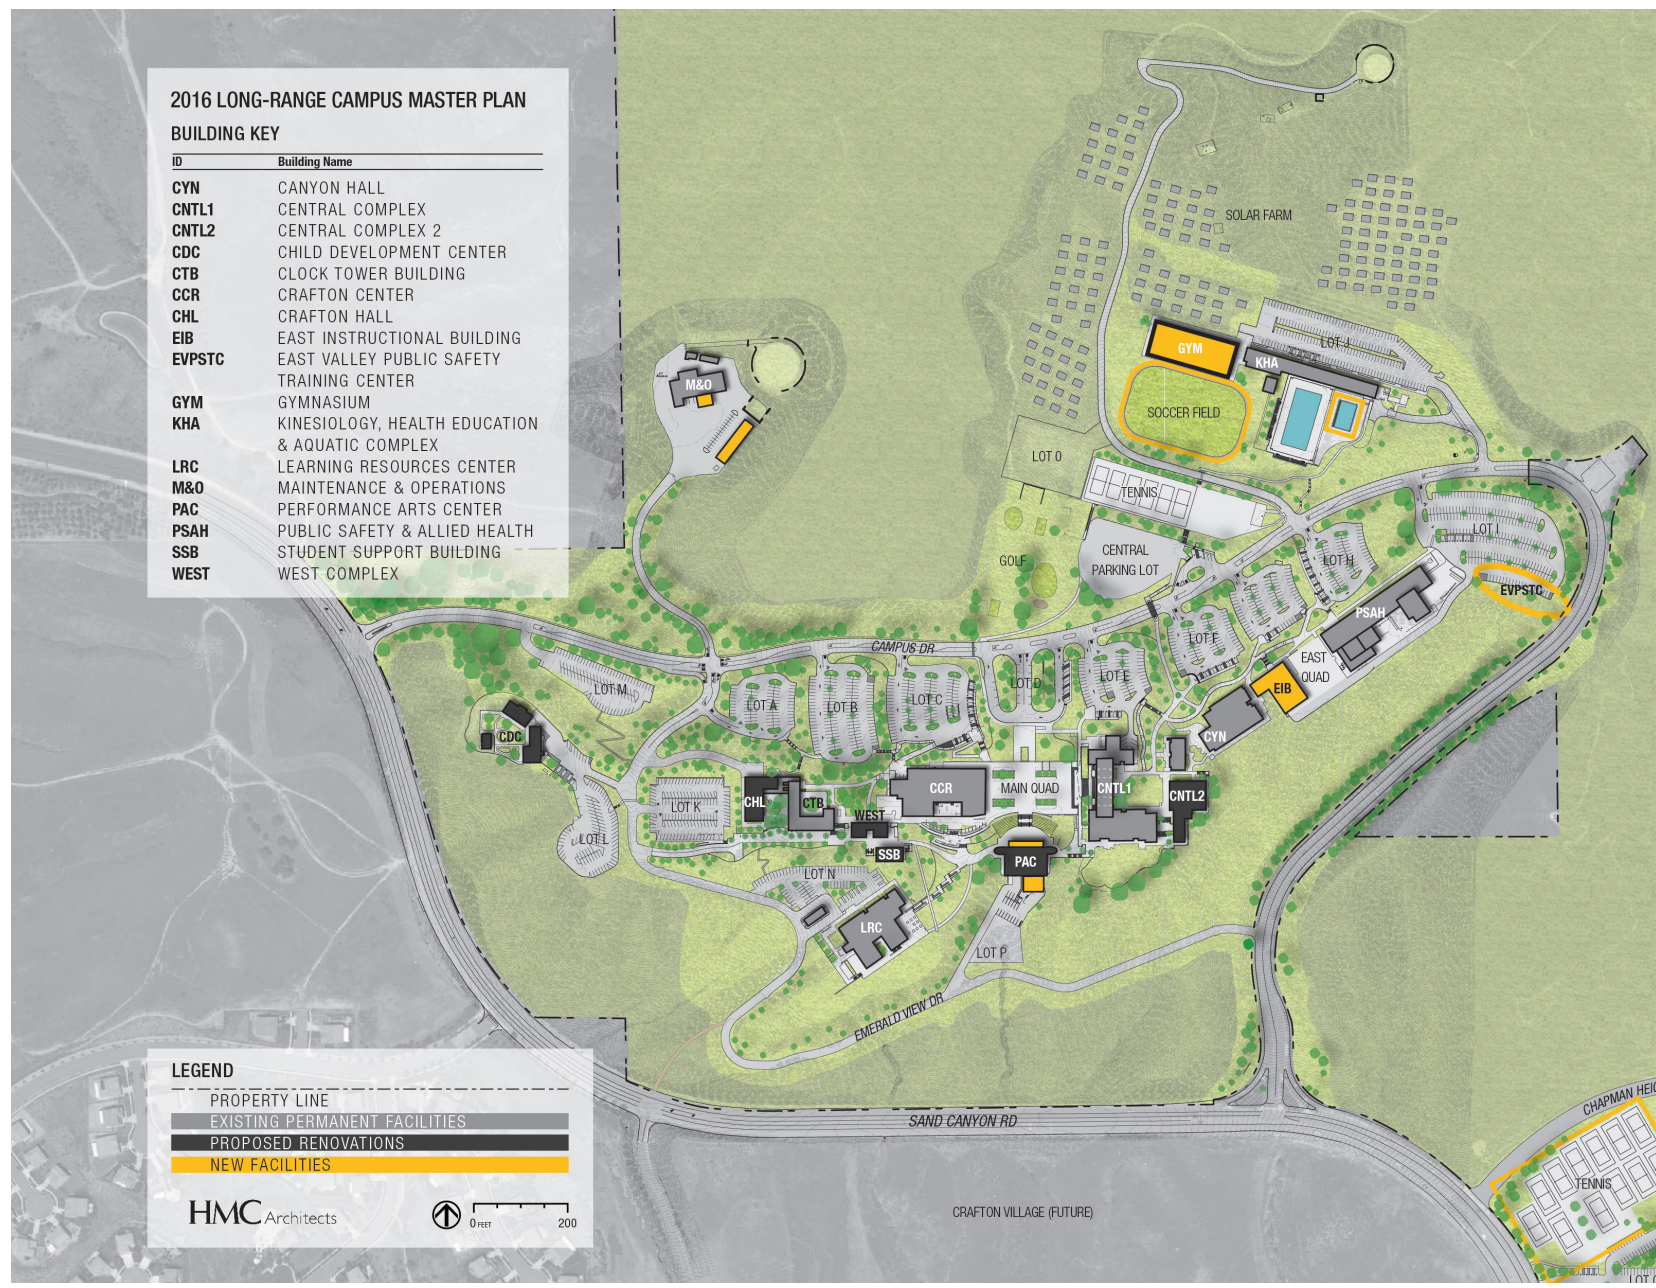 2016 LONG-RANGE CAMPUS MASTER PLAN
BUILDING KEY
ID Building Name
CYN CANYON HALL
CNTL1 CENTRAL COMPLEX
CNTL2 CENTRAL COMPLEX 2
CDC CHILD DEVELOPMENT CENTER
CTB CLOCK TOWER BUILDING
CCR CRAFTON CENTER
CHL CRAFTON HALL
EIB EAST INSTRUCTIONAL BUILDING
EVPSTC EAST VALLEY PUBLIC SAFETY
TRAINING CENTER
GYM GYMNASIUM
KHA KINESIOLOGY, HEALTH EDUCATION
& AQUATIC COMPLEX
LRC LEARNING RESOURCES CENTER
M&O MAINTENANCE & OPERATIONS
PAC PERFORMANCE ARTS CENTER
PSAH PUBLIC SAFETY & ALLIED HEALTH
SSB STUDENT SUPPORT BUILDING
WEST WEST COMPLEX
SOLAR FARM
LOT J
GYM
KHA
M&O
SOCCER FIELD
LOT O
TENNIS
LOT I
CENTRAL
PARKING LOT
GOLF
LOT H
EVPSTC
PSAH
LOT F
CAMPUS DR
EAST
QUAD
LOT M
LOT A
LOT B
LOT C
LOT D
LOT E
EIB
CDC
CYN
LOT K
CHL
CTB
WEST
CCR
MAIN QUAD
CNTL1
CNTL2
LOT L
SSB
PAC
LOT N
LRC
LOT P
EMERALD VIEW DR
SAND CANYON RD
CHAPMAN HEI
TENNIS
CRAFTON VILLAGE (FUTURE)
LEGEND
PROPERTY LINE
EXISTING PERMANENT FACILITIES
PROPOSED RENOVATIONS
NEW FACILITIES
HMC Architects
0 FEET 200